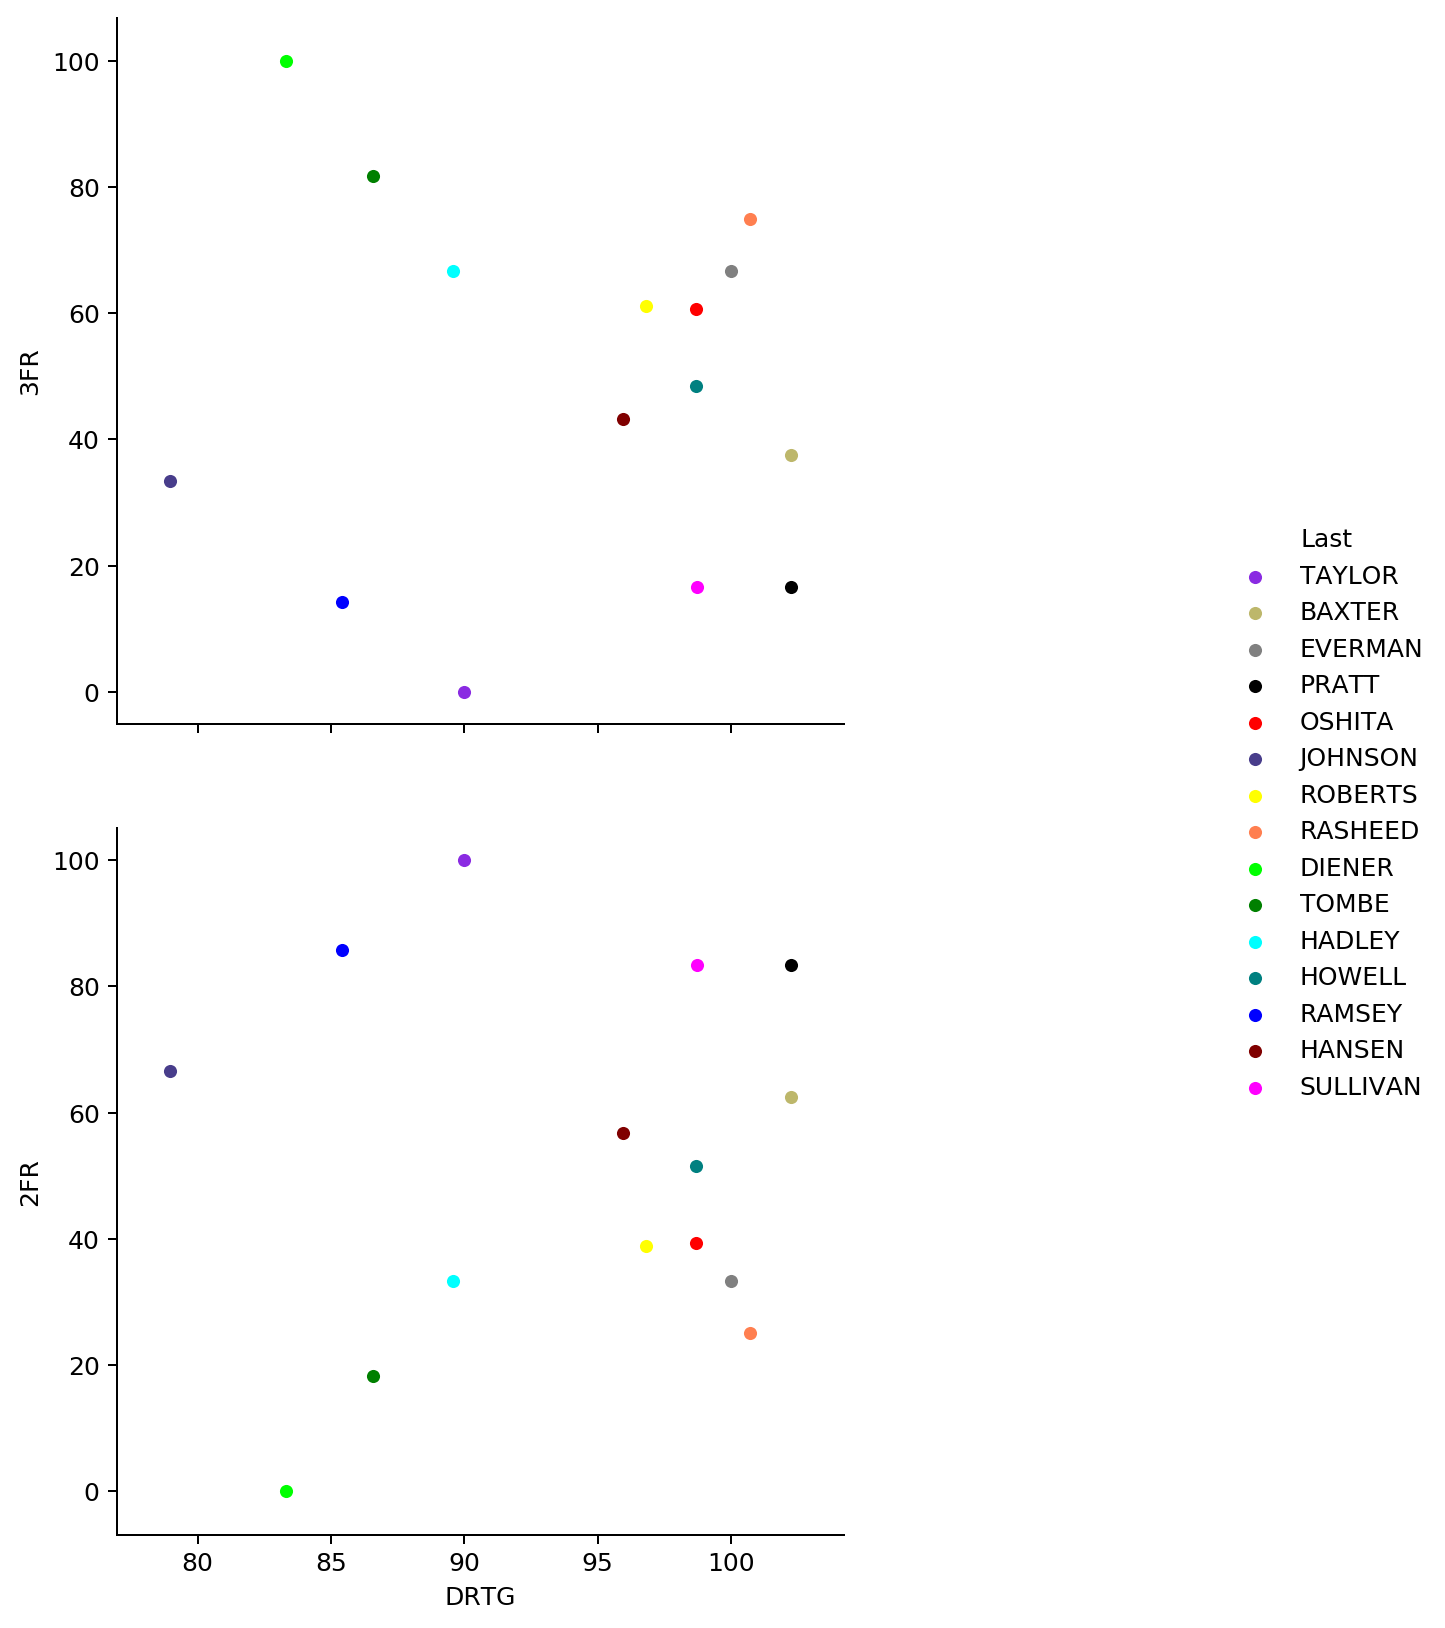 100
80
60
40
20
0
3FR
100
80
60
40
20
0
2FR
80 85 90 95 100
DRTG
Last
TAYLOR
BAXTER
EVERMAN
PRATT
OSHITA
JOHNSON
ROBERTS
RASHEED
DIENER
TOMBE
HADLEY
HOWELL
RAMSEY
HANSEN
SULLIVAN